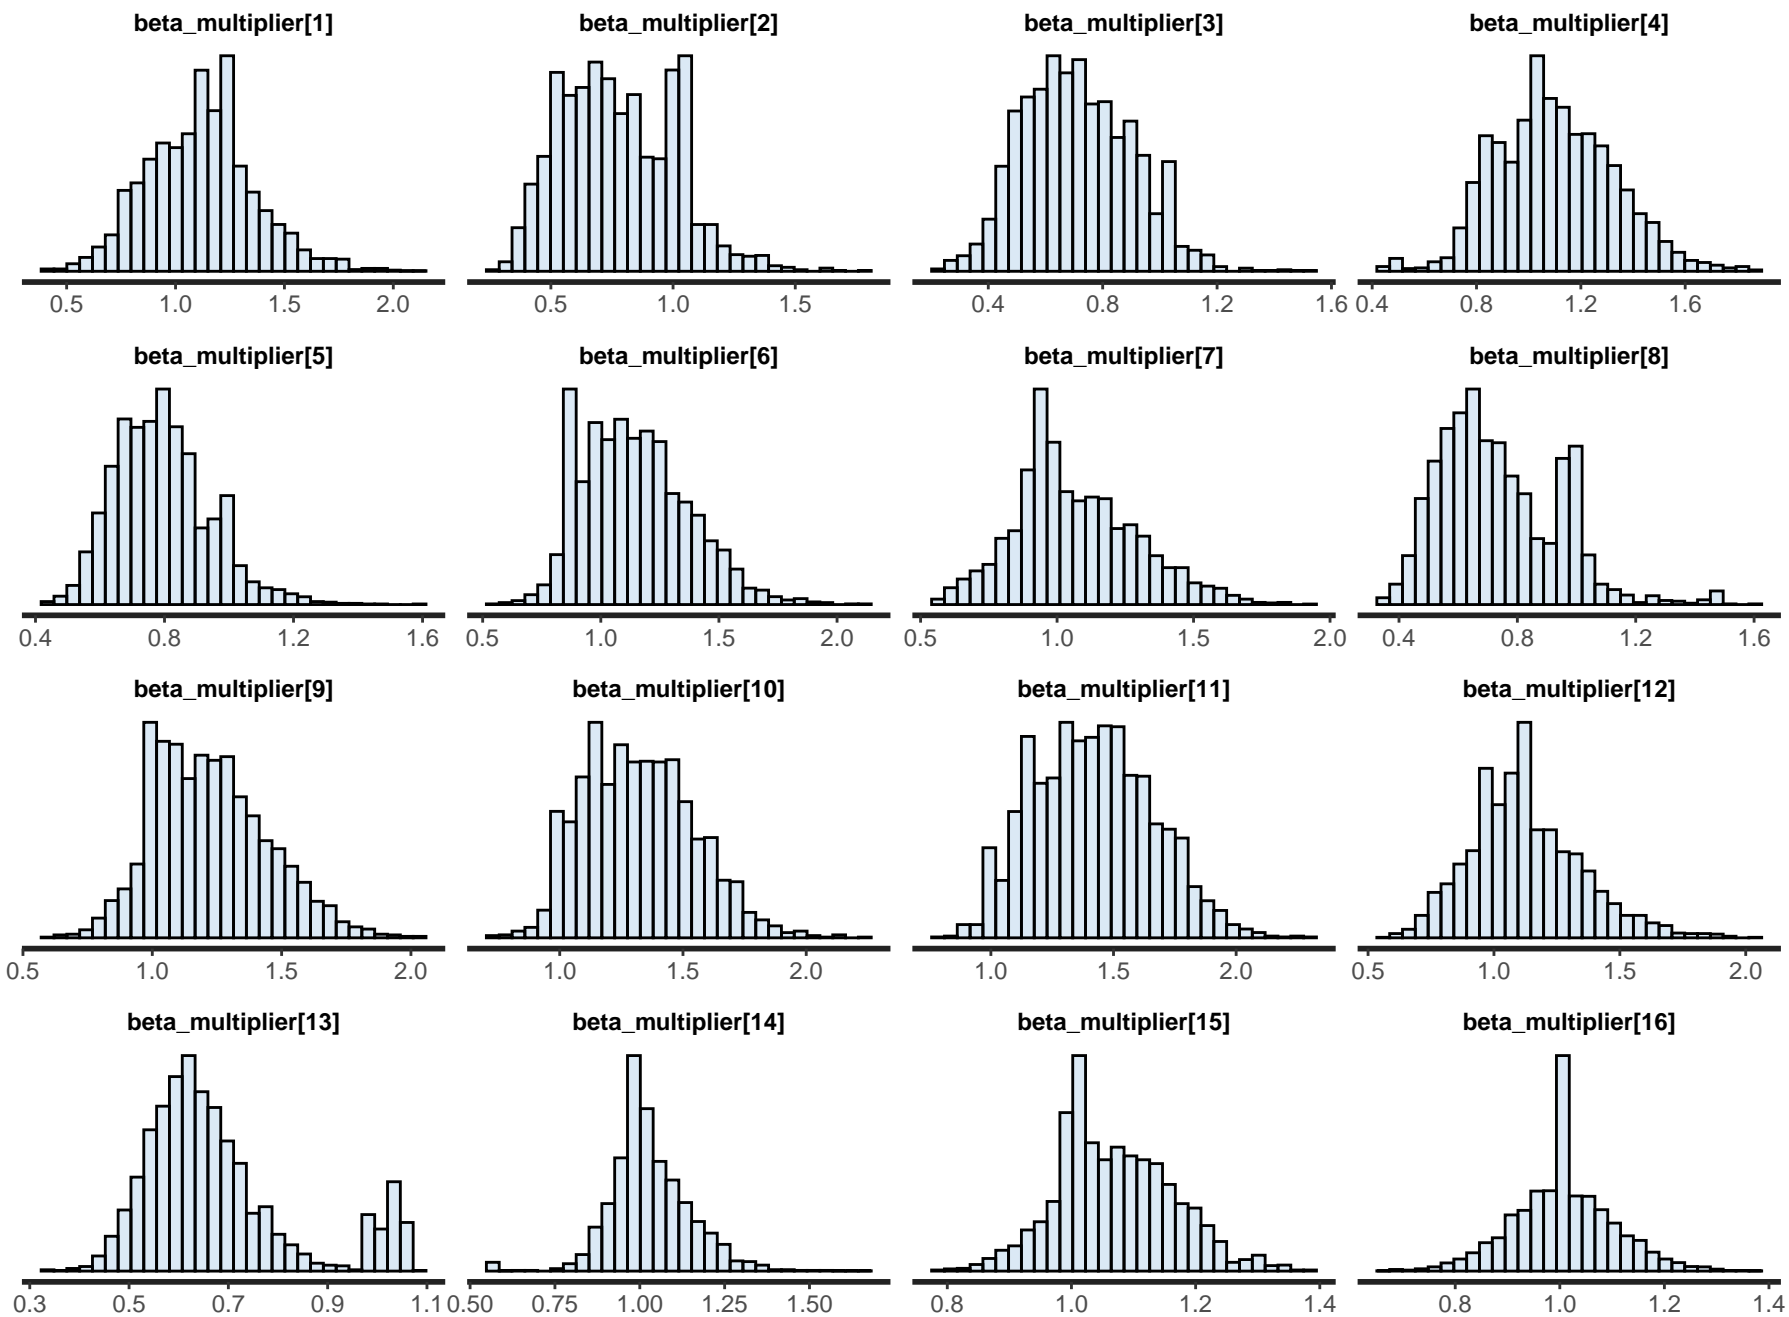 beta_multiplier[1] beta_multiplier[2] beta_multiplier[3] beta_multiplier[4]
0.5 1.0 1.5 2.0 0.5 1.0 1.5 0.4 0.8 1.2 1.6 0.4 0.8 1.2 1.6
beta_multiplier[5] beta_multiplier[6] beta_multiplier[7] beta_multiplier[8]
0.4 0.8 1.2 1.6 0.5 1.0 1.5 2.0 0.5 1.0 1.5 2.0 0.4 0.8 1.2 1.6
beta_multiplier[9] beta_multiplier[10] beta_multiplier[11] beta_multiplier[12]
0.5 1.0 1.5 2.0 1.0 1.5 2.0 1.0 1.5 2.0 0.5 1.0 1.5 2.0
beta_multiplier[13] beta_multiplier[14] beta_multiplier[15] beta_multiplier[16]
0.3 0.5 0.7 0.9 1.1 0.50 0.75 1.00 1.25 1.50 0.8 1.0 1.2 1.4 0.8 1.0 1.2 1.4